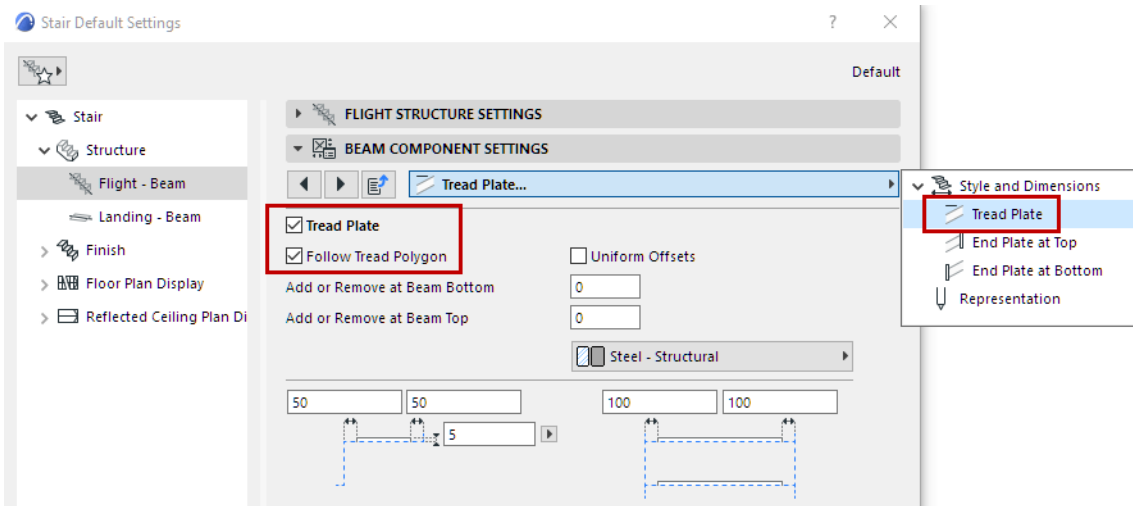 Stair Default Settings
?
Default
Stair
Structure
Flight - Beam
Landing - Beam
Finish
Floor Plan Display
Reflected Ceiling Plan Di
FLIGHT STRUCTURE SETTINGS
BEAM COMPONENT SETTINGS
Tread Plate...
Tread Plate
Follow Tread Polygon
Uniform Offsets
Add or Remove at Beam Bottom
0
Add or Remove at Beam Top
0
Steel - Structural
50 50 100 100
5
Style and Dimensions
Tread Plate
End Plate at Top
End Plate at Bottom
Representation